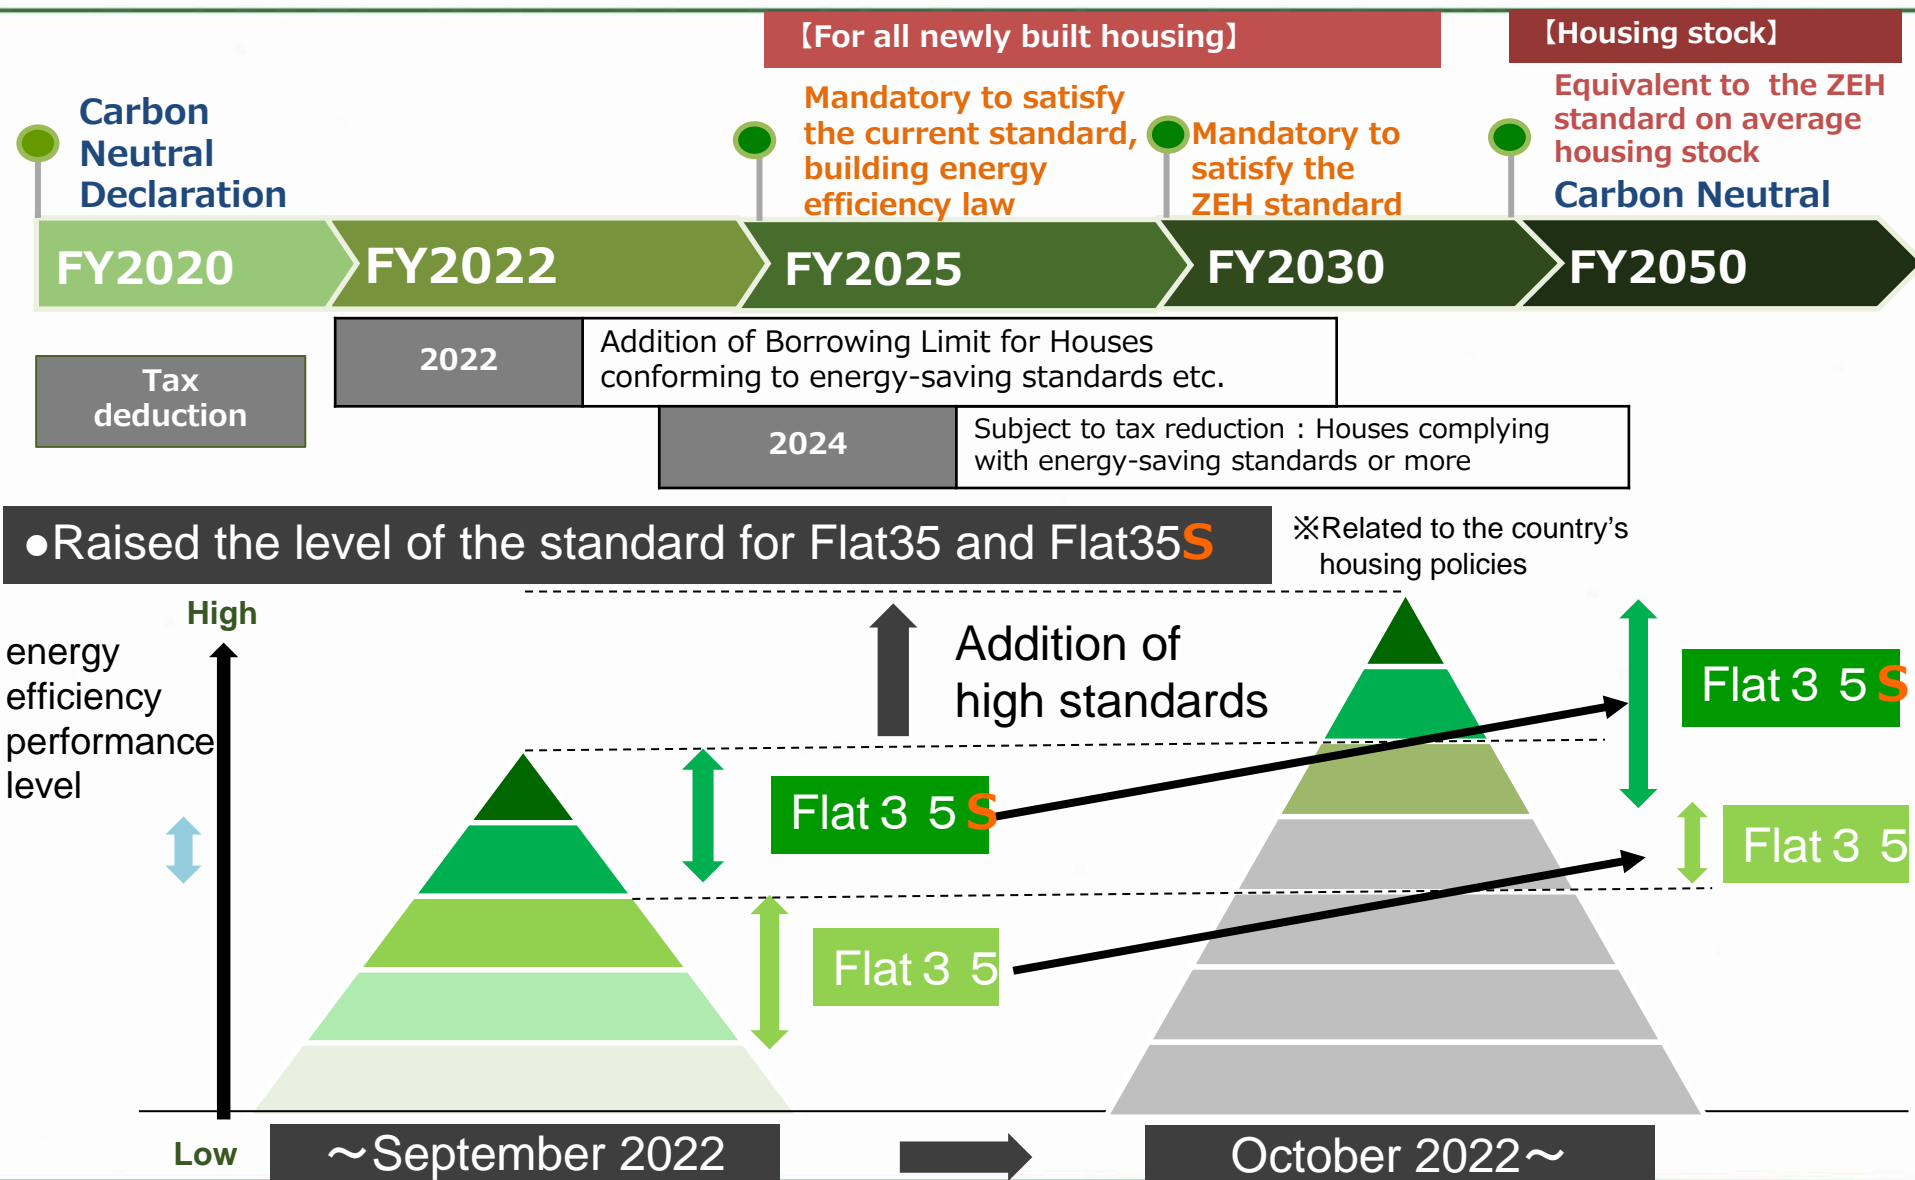 【For all newly built housing】
【Housing stock】
Carbon
Neutral
Declaration
Mandatory to satisfy
the current standard,
building energy
efficiency law
Mandatory to
satisfy the
ZEH standard
Equivalent to  the ZEH
standard on average
housing stock
Carbon Neutral
FY2020
FY2022
FY2025
FY2030
FY2050
Tax
deduction
2022
Addition of Borrowing Limit for Houses
conforming to energy-saving standards etc.
2024
Subject to tax reduction : Houses complying
with energy-saving standards or more
●Raised the level of the standard for Flat35 and Flat35S
※Related to the country's
housing policies
High
energy
efficiency
performance
level
Addition of
high standards
Flat３５S
Flat３５
Flat３５S
Flat３５
Low
～September 2022
October 2022～